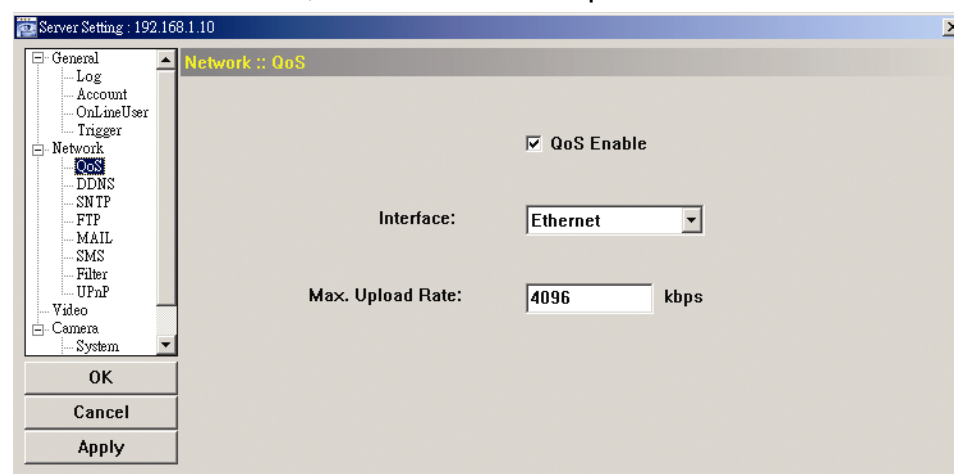 Server Setting : 192.168.1.10
General
Log
Account
OnLineUser
Trigger
Network
QoS
DDNS
SNTP
FTP
MAIL
SMS
Filter
UPnP
Video
Camera
System
OK
Cancel
Apply
Network :: QoS
QoS Enable
Interface: Ethernet
Max. Upload Rate: 4096 kbps